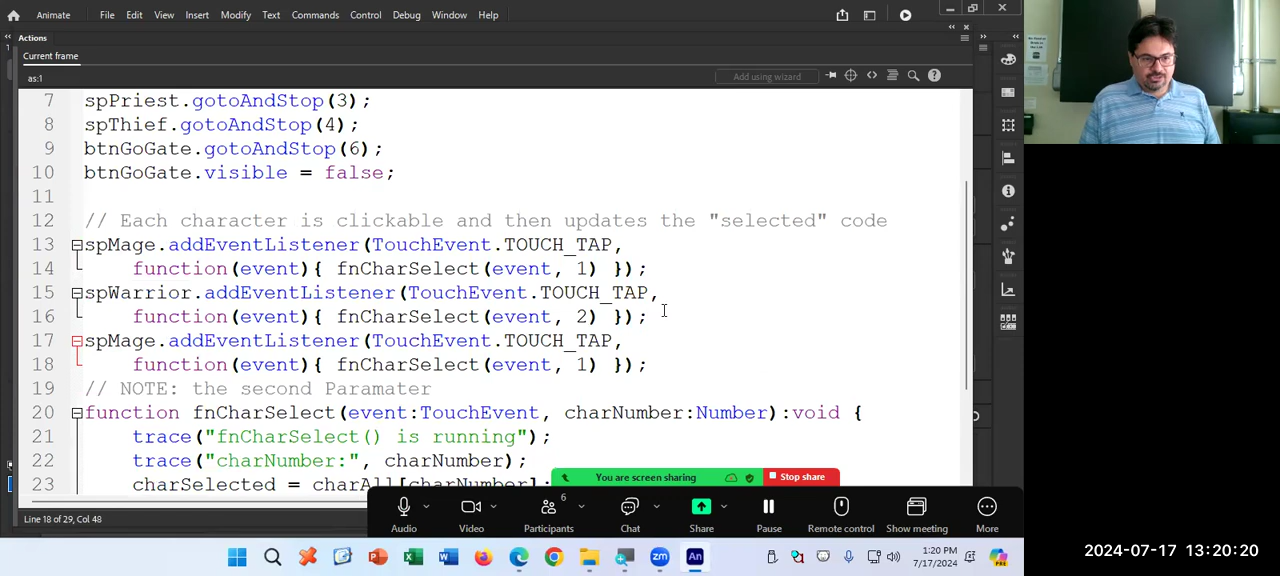 Animate File Edit View Insert Modify Text Commands Control Debug Window Help
Actions
Current frame
as:1
Add using wizard
7 spPriest.gotoAndStop(3);
8 spThief.gotoAndStop(4);
9 btnGoGate.gotoAndStop(6);
10 btnGoGate.visible = false;
11
12 // Each character is clickable and then updates the "selected" code
13 spMage.addEventListener(TouchEvent.TOUCH_TAP,
14 function(event){ fnCharSelect(event, 1) });
15 spWarrior.addEventListener(TouchEvent.TOUCH_TAP,
16 function(event){ fnCharSelect(event, 2) });
17 spMage.addEventListener(TouchEvent.TOUCH_TAP,
18 function(event){ fnCharSelect(event, 1) });
19 // NOTE: the second Paramater
20 function fnCharSelect(event:TouchEvent, charNumber:Number):void {
21 trace("fnCharSelect() is running");
22 trace("charNumber:", charNumber);
23 charSelected = charAll[charNumber];
You are screen sharing Stop share
Line 18 of 29, Col 48
6
Audio Video Participants Chat Share Pause Remote control Show meeting More
1:20 PM
7/17/2024
2024-07-17 13:20:20